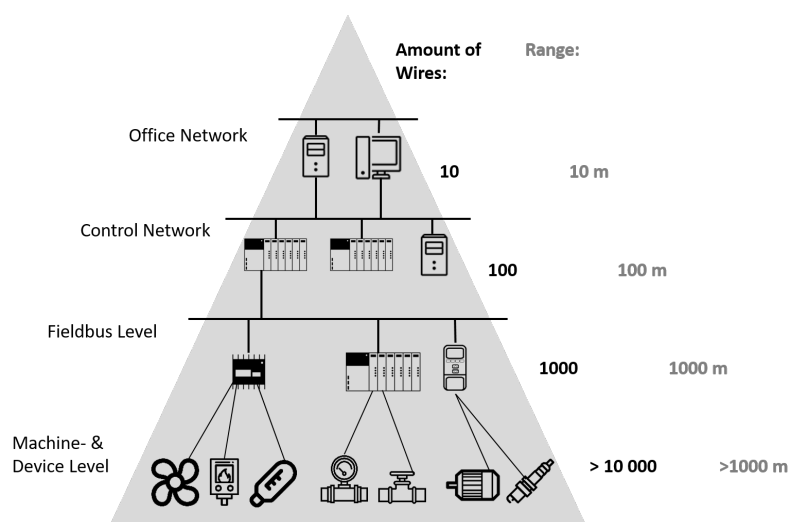 Amount of Range:
Wires:
Office Network
10 10 m
Control Network
100 100 m
Fieldbus Level
1000 1000 m
Machine- &
Device Level
> 10 000 >1000 m